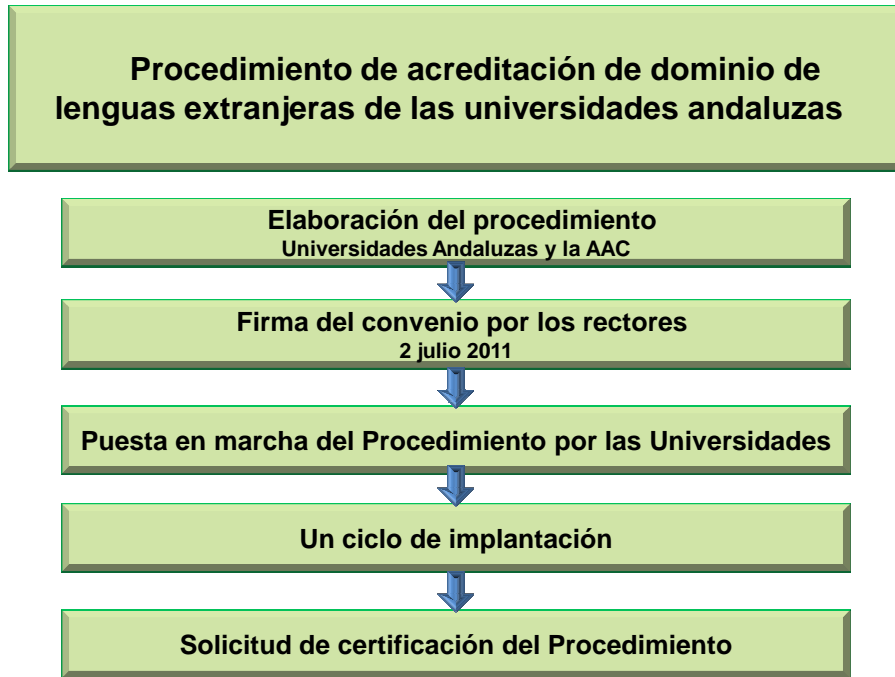 Procedimiento de acreditación de dominio de
lenguas extranjeras de las universidades andaluzas
Elaboración del procedimiento
Universidades Andaluzas y la AAC
Firma del convenio por los rectores
2 julio 2011
Puesta en marcha del Procedimiento por las Universidades
Un ciclo de implantación
Solicitud de certificación del Procedimiento